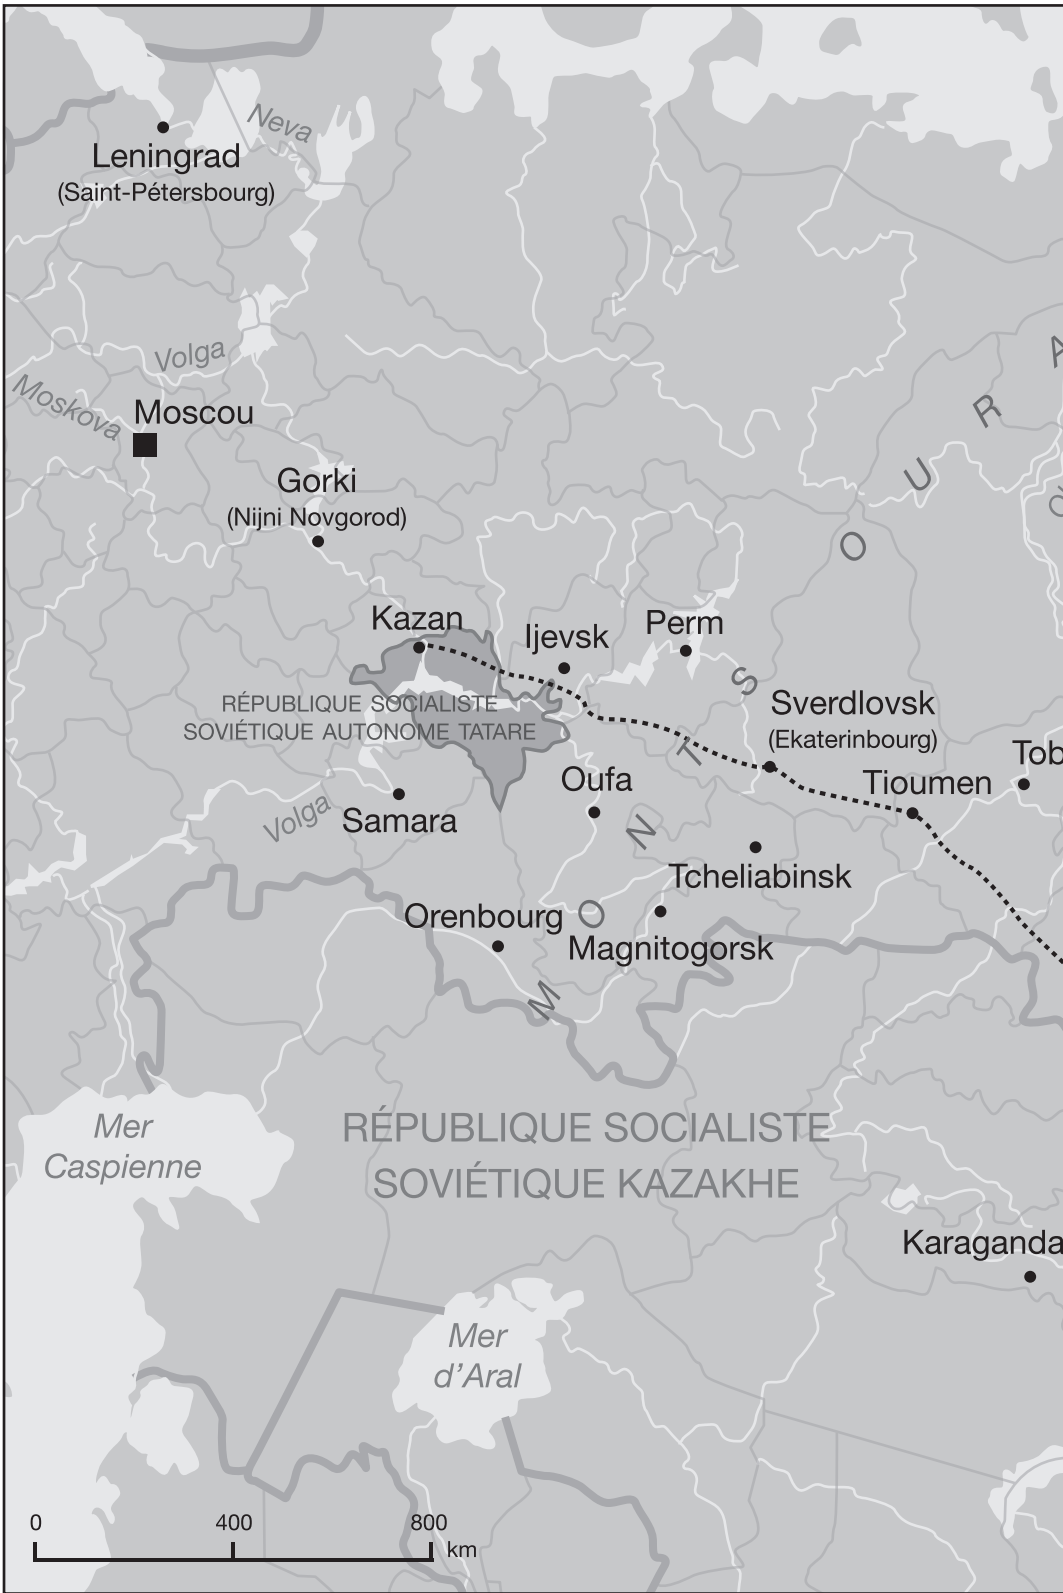 Neva
Leningrad
(Saint-Pétersbourg)
Volga
Moskova
Moscou
Gorki
(Nijni Novgorod)
MONTS OURA
Kazan
Ijevsk
Perm
RÉPUBLIQUE SOCIALISTE
SOVIÉTIQUE AUTONOME TATARE
Sverdlovsk
(Ekaterinbourg)
Tob
Tioumen
Oufa
Volga
Samara
Tcheliabinsk
Orenbourg
Magnitogorsk
Mer
Caspienne
RÉPUBLIQUE SOCIALISTE
SOVIÉTIQUE KAZAKHE
Karaganda
Mer
d'Aral
0 400 800
km